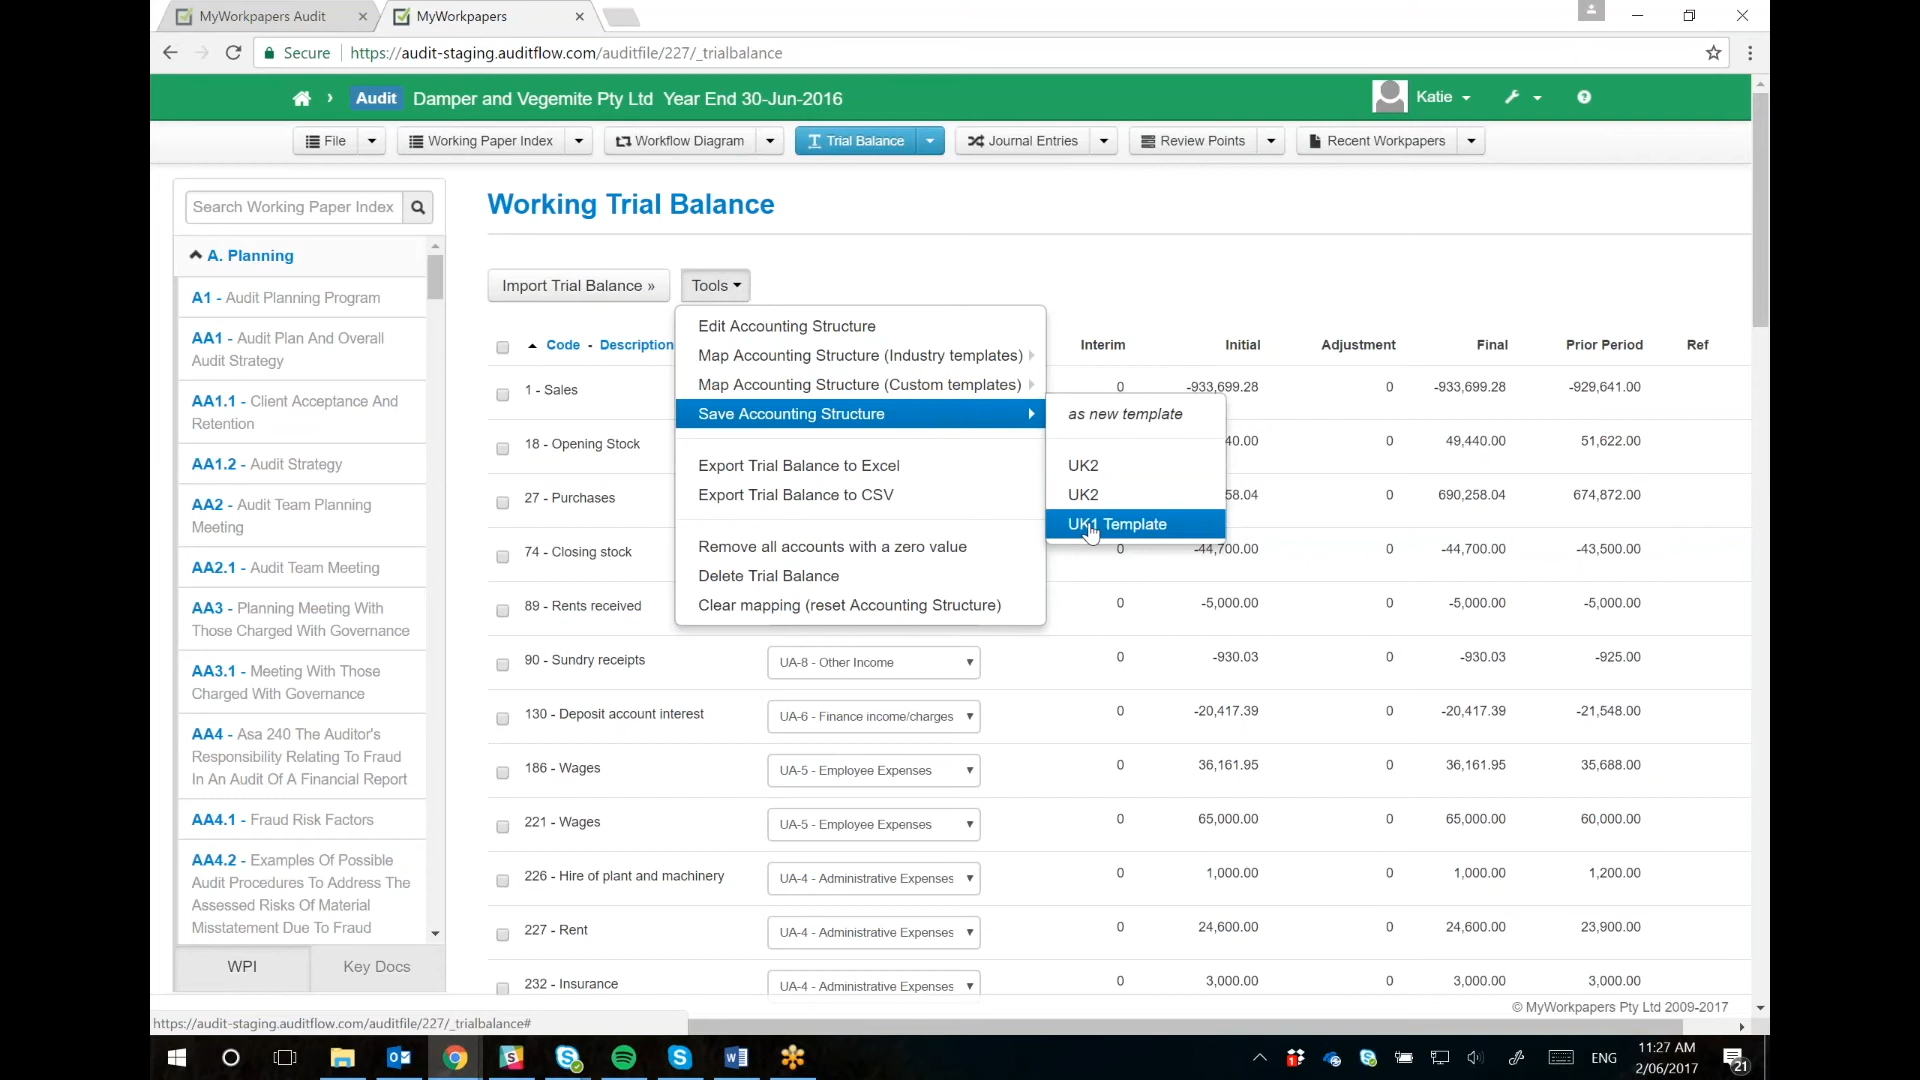 MyWorkpapers Audit
MyWorkpapers
Secure
https://audit-staging.auditflow.com/auditfile/227/_trialbalance
Audit Damper and Vegemite Pty Ltd Year End 30-Jun-2016
Katie
File
Working Paper Index
Workflow Diagram
Trial Balance
Journal Entries
Review Points
Recent Workpapers
Search Working Paper Index
A. Planning
A1 - Audit Planning Program
AA1 - Audit Plan And Overall
Audit Strategy
AA1.1 - Client Acceptance And
Retention
AA1.2 - Audit Strategy
AA2 - Audit Team Planning
Meeting
AA2.1 - Audit Team Meeting
AA3 - Planning Meeting With
Those Charged With Governance
AA3.1 - Meeting With Those
Charged With Governance
AA4 - Asa 240 The Auditor's
Responsibility Relating To Fraud
In An Audit Of A Financial Report
AA4.1 - Fraud Risk Factors
AA4.2 - Examples Of Possible
Audit Procedures To Address The
Assessed Risks Of Material
Misstatement Due To Fraud
WPI
Key Docs
Working Trial Balance
Import Trial Balance »
Tools
Edit Accounting Structure
Map Accounting Structure (Industry templates)
Map Accounting Structure (Custom templates)
Save Accounting Structure
Export Trial Balance to Excel
Export Trial Balance to CSV
Remove all accounts with a zero value
Delete Trial Balance
Clear mapping (reset Accounting Structure)
as new template
UK2
UK2
UK1 Template
Code - Description Interim Initial Adjustment Final Prior Period Ref
1 - Sales 0 -933,699.28 0 -933,699.28 -929,641.00
18 - Opening Stock 40.00 0 49,440.00 51,622.00
27 - Purchases 58.04 0 690,258.04 674,872.00
74 - Closing stock 0 -44,700.00 0 -44,700.00 -43,500.00
89 - Rents received 0 -5,000.00 0 -5,000.00 -5,000.00
90 - Sundry receipts UA-8 - Other Income 0 -930.03 0 -930.03 -925.00
130 - Deposit account interest UA-6 - Finance income/charges 0 -20,417.39 0 -20,417.39 -21,548.00
186 - Wages UA-5 - Employee Expenses 0 36,161.95 0 36,161.95 35,688.00
221 - Wages UA-5 - Employee Expenses 0 65,000.00 0 65,000.00 60,000.00
226 - Hire of plant and machinery UA-4 - Administrative Expenses 0 1,000.00 0 1,000.00 1,200.00
227 - Rent UA-4 - Administrative Expenses 0 24,600.00 0 24,600.00 23,900.00
232 - Insurance UA-4 - Administrative Expenses 0 3,000.00 0 3,000.00 3,000.00
© MyWorkpapers Pty Ltd 2009-2017
https://audit-staging.auditflow.com/auditfile/227/_trialbalance#
ENG
11:27 AM
2/06/2017
21